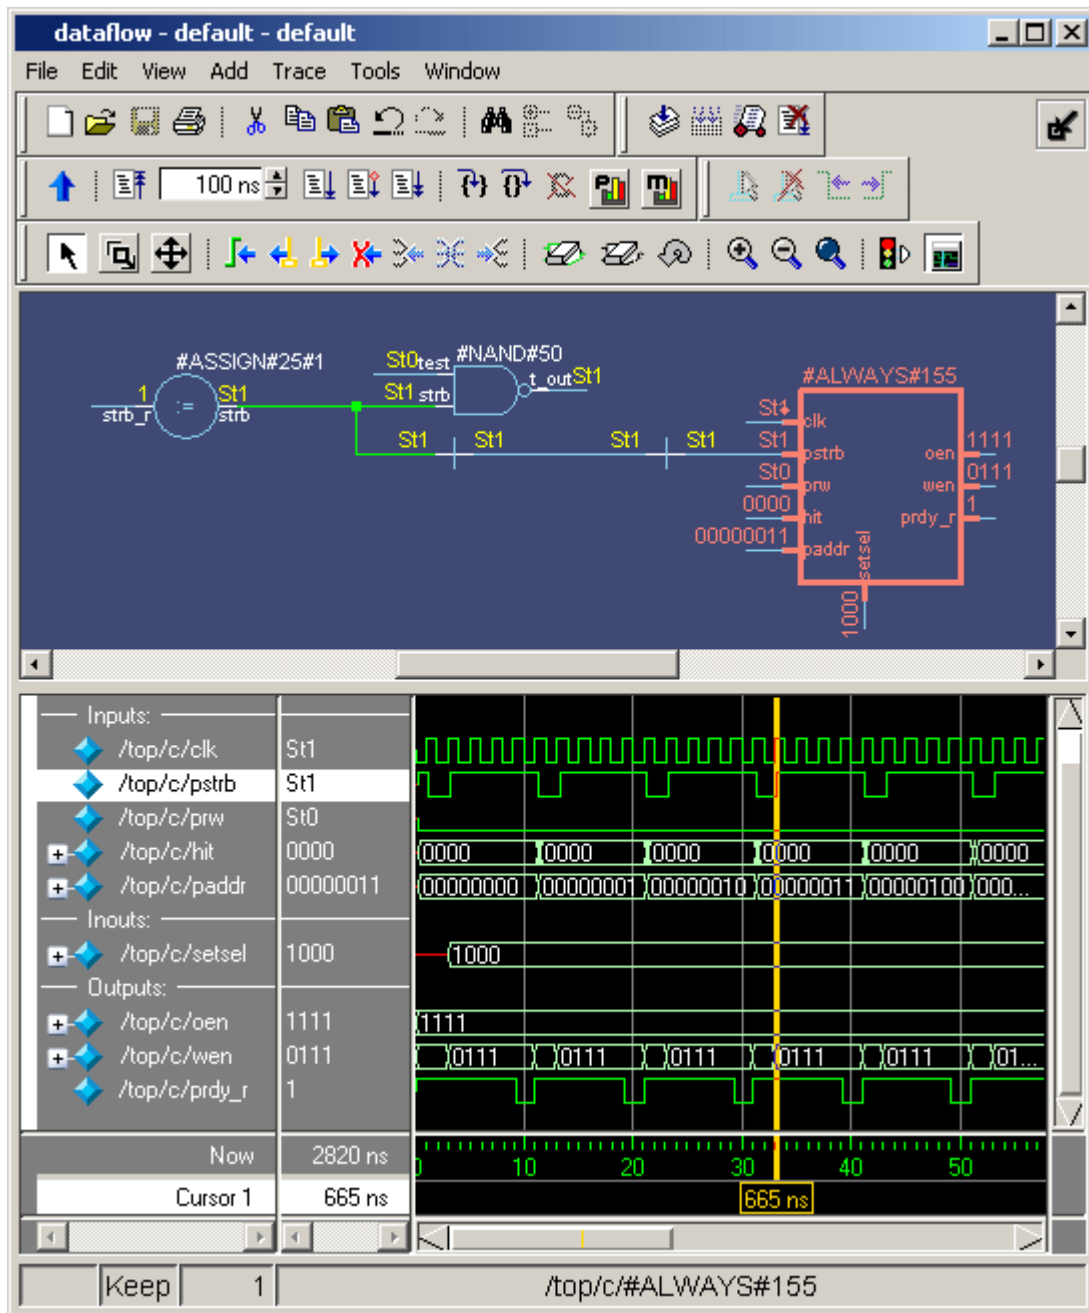 dataflow - default - default
File Edit View Add Trace Tools Window
100 ns
#ASSIGN#25#1
1
strb_r
:=
St1
strb
St0 test
#NAND#50
St1 strb
t_out St1
St1 St1 St1 St1
#ALWAYS#155
St1 clk
St1 pstrb
St0 prw
0000 hit
00000011 paddr
oen 1111
wen 0111
prdy_r 1
setsel
1000
Inputs:
/top/c/clk St1
/top/c/pstrb St1
/top/c/prw St0
/top/c/hit 0000 0000 0000 0000 0000 0000 0000
/top/c/paddr 00000011 00000000 00000001 00000010 00000011 00000100 000...
Inouts:
/top/c/setsel 1000 1000
Outputs:
/top/c/oen 1111 1111
/top/c/wen 0111 0111 0111 0111 0111 0111 01...
/top/c/prdy_r 1
Now 2820 ns 10 20 30 40 50
Cursor 1 665 ns 665 ns
Keep 1 /top/c/#ALWAYS#155